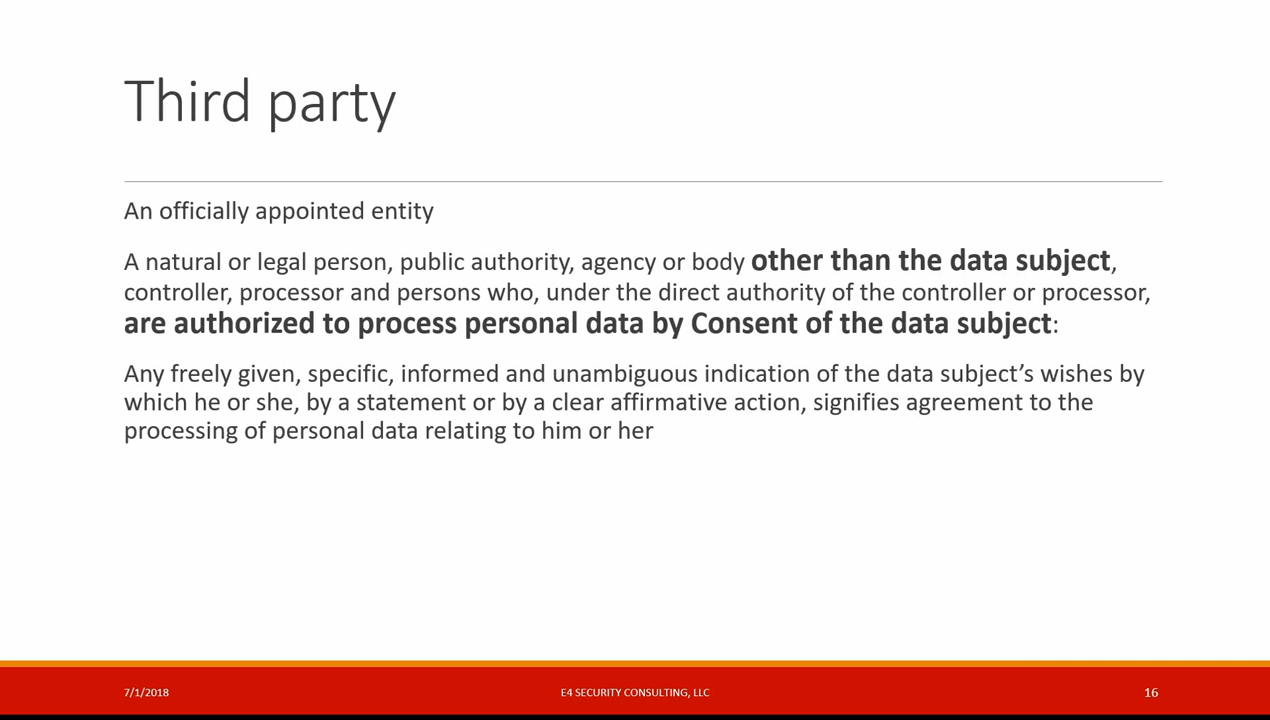 Third party
An officially appointed entity
A natural or legal person, public authority, agency or body other than the data subject,
controller, processor and persons who, under the direct authority of the controller or processor,
are authorized to process personal data by Consent of the data subject:
Any freely given, specific, informed and unambiguous indication of the data subject’s wishes by
which he or she, by a statement or by a clear affirmative action, signifies agreement to the
processing of personal data relating to him or her
7/1/2018
E4 SECURITY CONSULTING, LLC
16